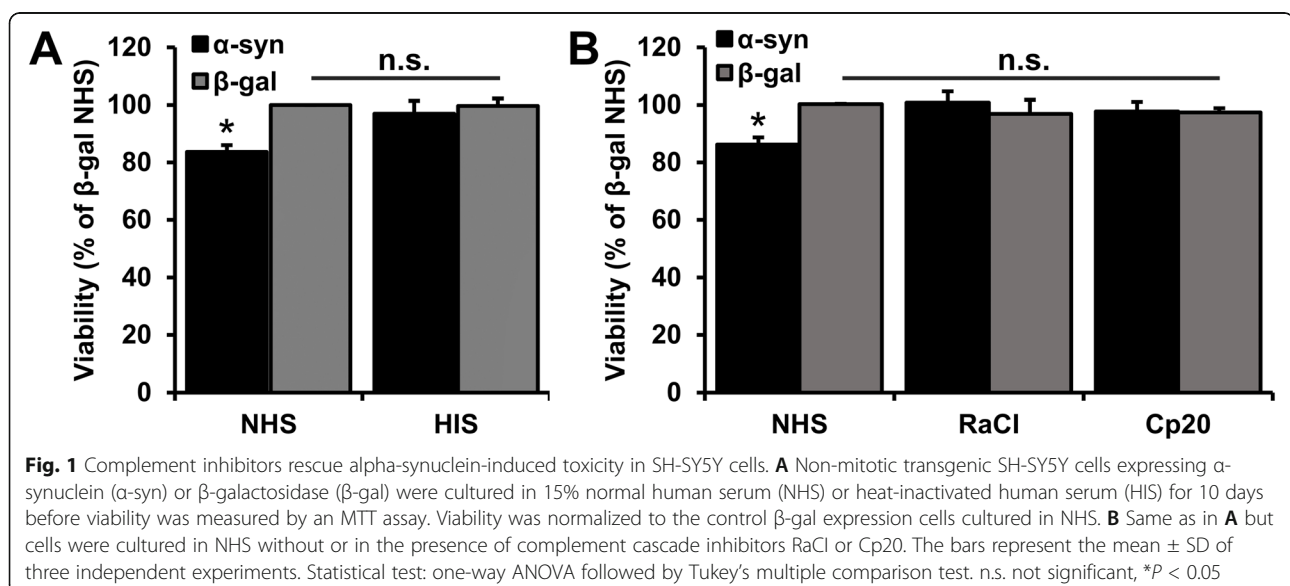 A
B
α-syn
β-gal
n.s.
*
Viability (% of β-gal NHS)
120
100
80
60
40
20
0
NHS
HIS
α-syn
β-gal
n.s.
*
Viability (% of β-gal NHS)
120
100
80
60
40
20
0
NHS
RaCI
Cp20
Fig. 1 Complement inhibitors rescue alpha-synuclein-induced toxicity in SH-SY5Y cells. A Non-mitotic transgenic SH-SY5Y cells expressing α-
synuclein (α-syn) or β-galactosidase (β-gal) were cultured in 15% normal human serum (NHS) or heat-inactivated human serum (HIS) for 10 days
before viability was measured by an MTT assay. Viability was normalized to the control β-gal expression cells cultured in NHS. B Same as in A but
cells were cultured in NHS without or in the presence of complement cascade inhibitors RaCI or Cp20. The bars represent the mean ± SD of
three independent experiments. Statistical test: one-way ANOVA followed by Tukey's multiple comparison test. n.s. not significant, *P < 0.05